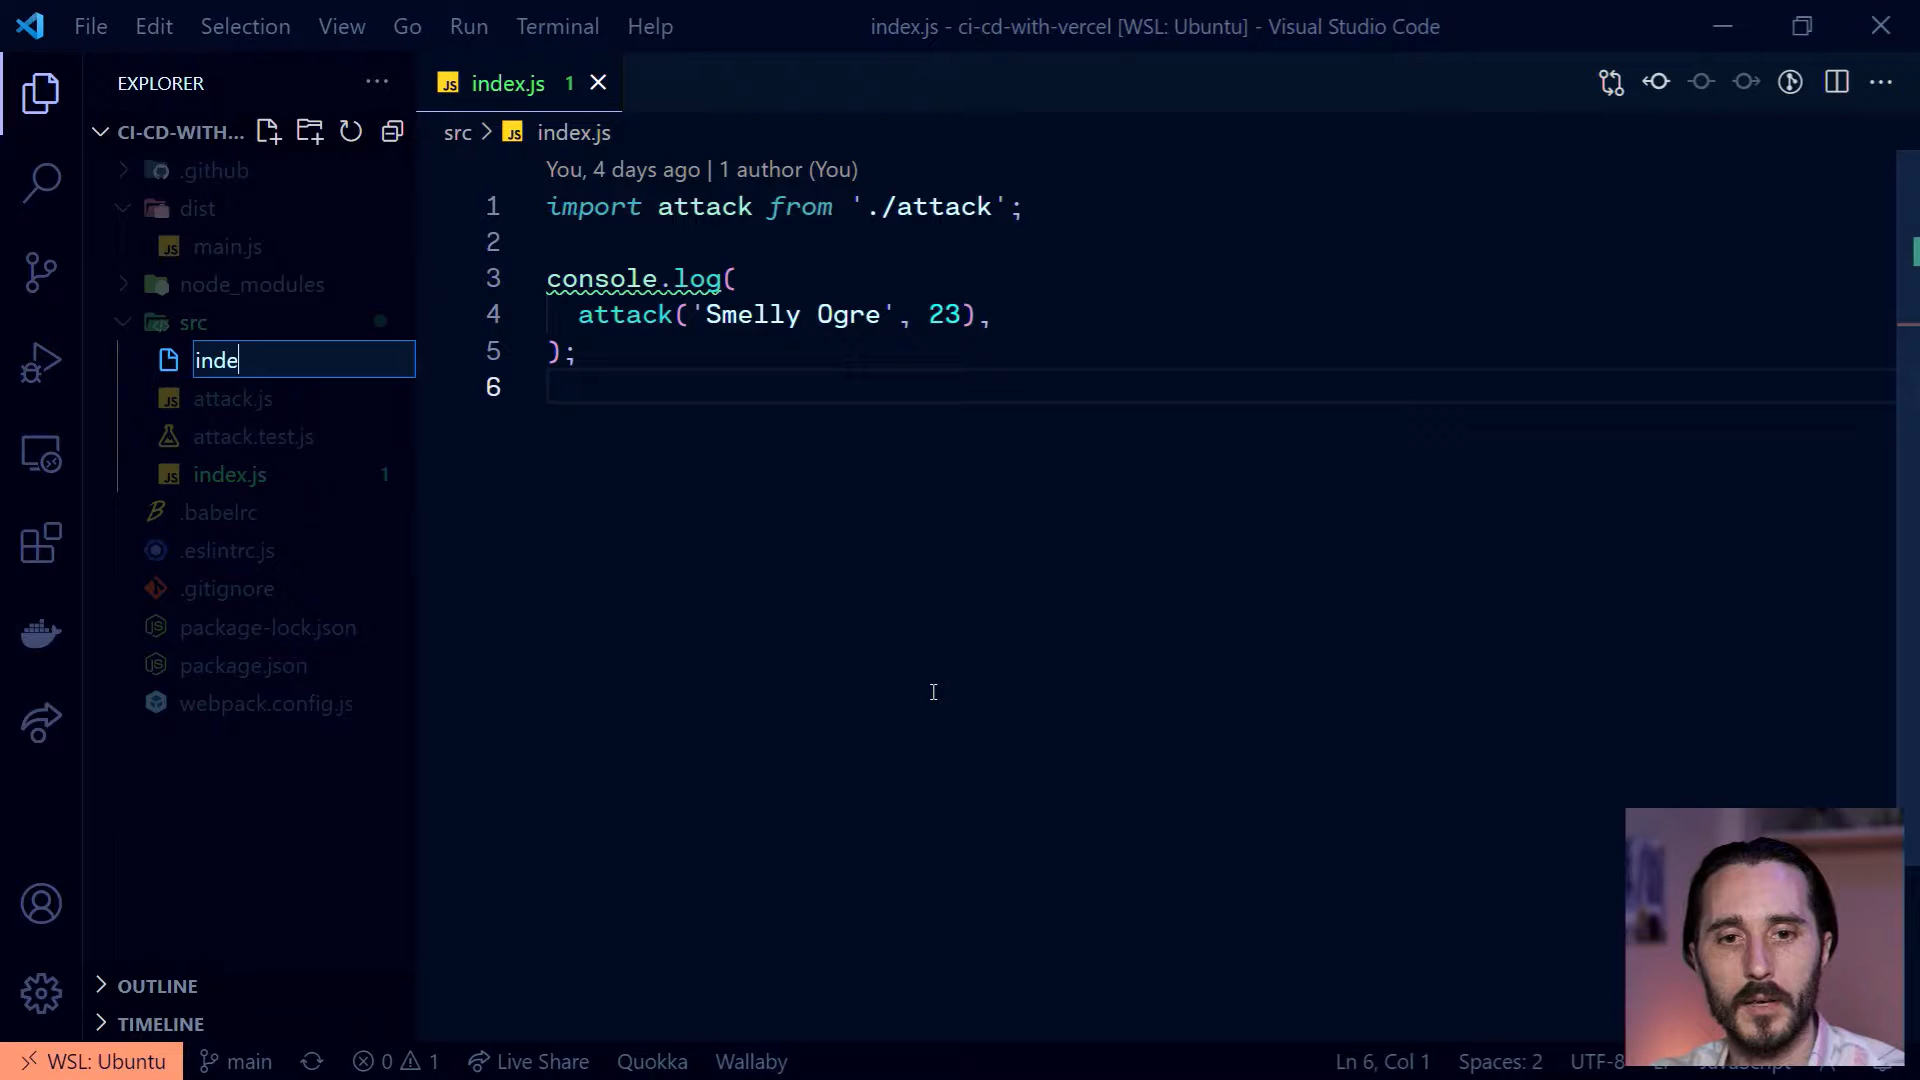 File Edit Selection View Go Run Terminal Help
index.js - ci-cd-with-vercel [WSL: Ubuntu] - Visual Studio Code
EXPLORER
CI-CD-WITH...
.github
dist
JS main.js
node_modules
src
inde
JS attack.js
attack.test.js
JS index.js 1
.babelrc
.eslintrc.js
.gitignore
package-lock.json
package.json
webpack.config.js
OUTLINE
TIMELINE
JS index.js 1
src > JS index.js
You, 4 days ago | 1 author (You)
1 import attack from './attack';
2
3 console.log(
4 attack('Smelly Ogre', 23),
5 );
6
WSL: Ubuntu main 0 1 Live Share Quokka Wallaby Ln 6, Col 1 Spaces: 2 UTF-8